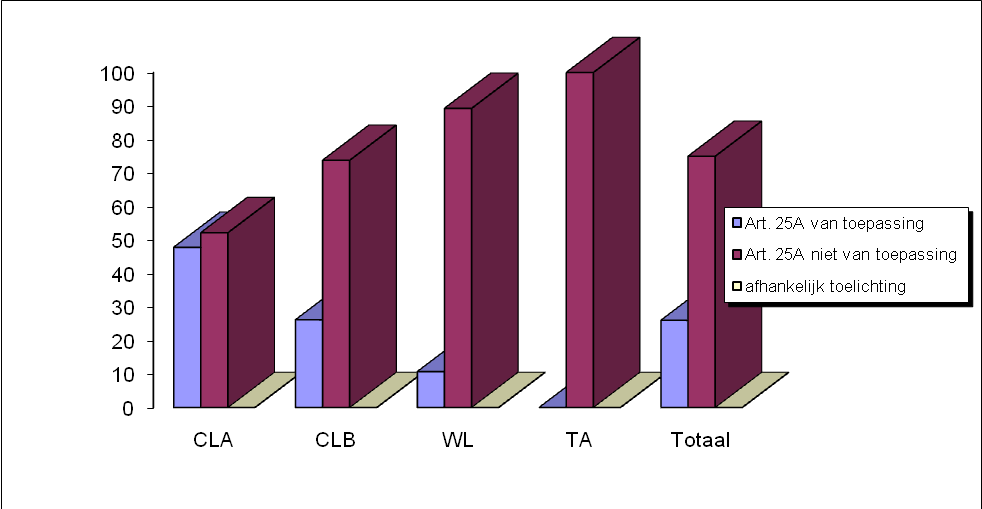 100
90
80
70
60
50
40
30
20
10
0
CLA CLB WL TA Totaal
Art. 25A van toepassing
Art. 25A niet van toepassing
afhankelijk toelichting